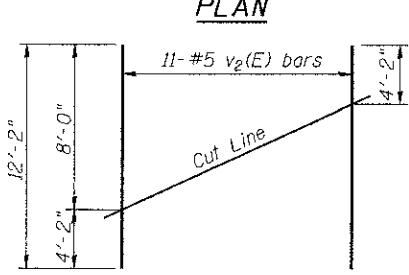 PLAN
11-#5 v₂(E) bars
4'-2"
8'-0"
12'-2"
Cut Line
4'-2"